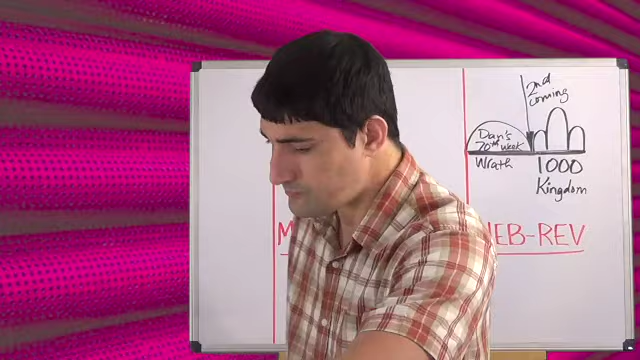 2nd
coming
Dan's
70th week
Wrath
1000
Kingdom
M
HEB-REV